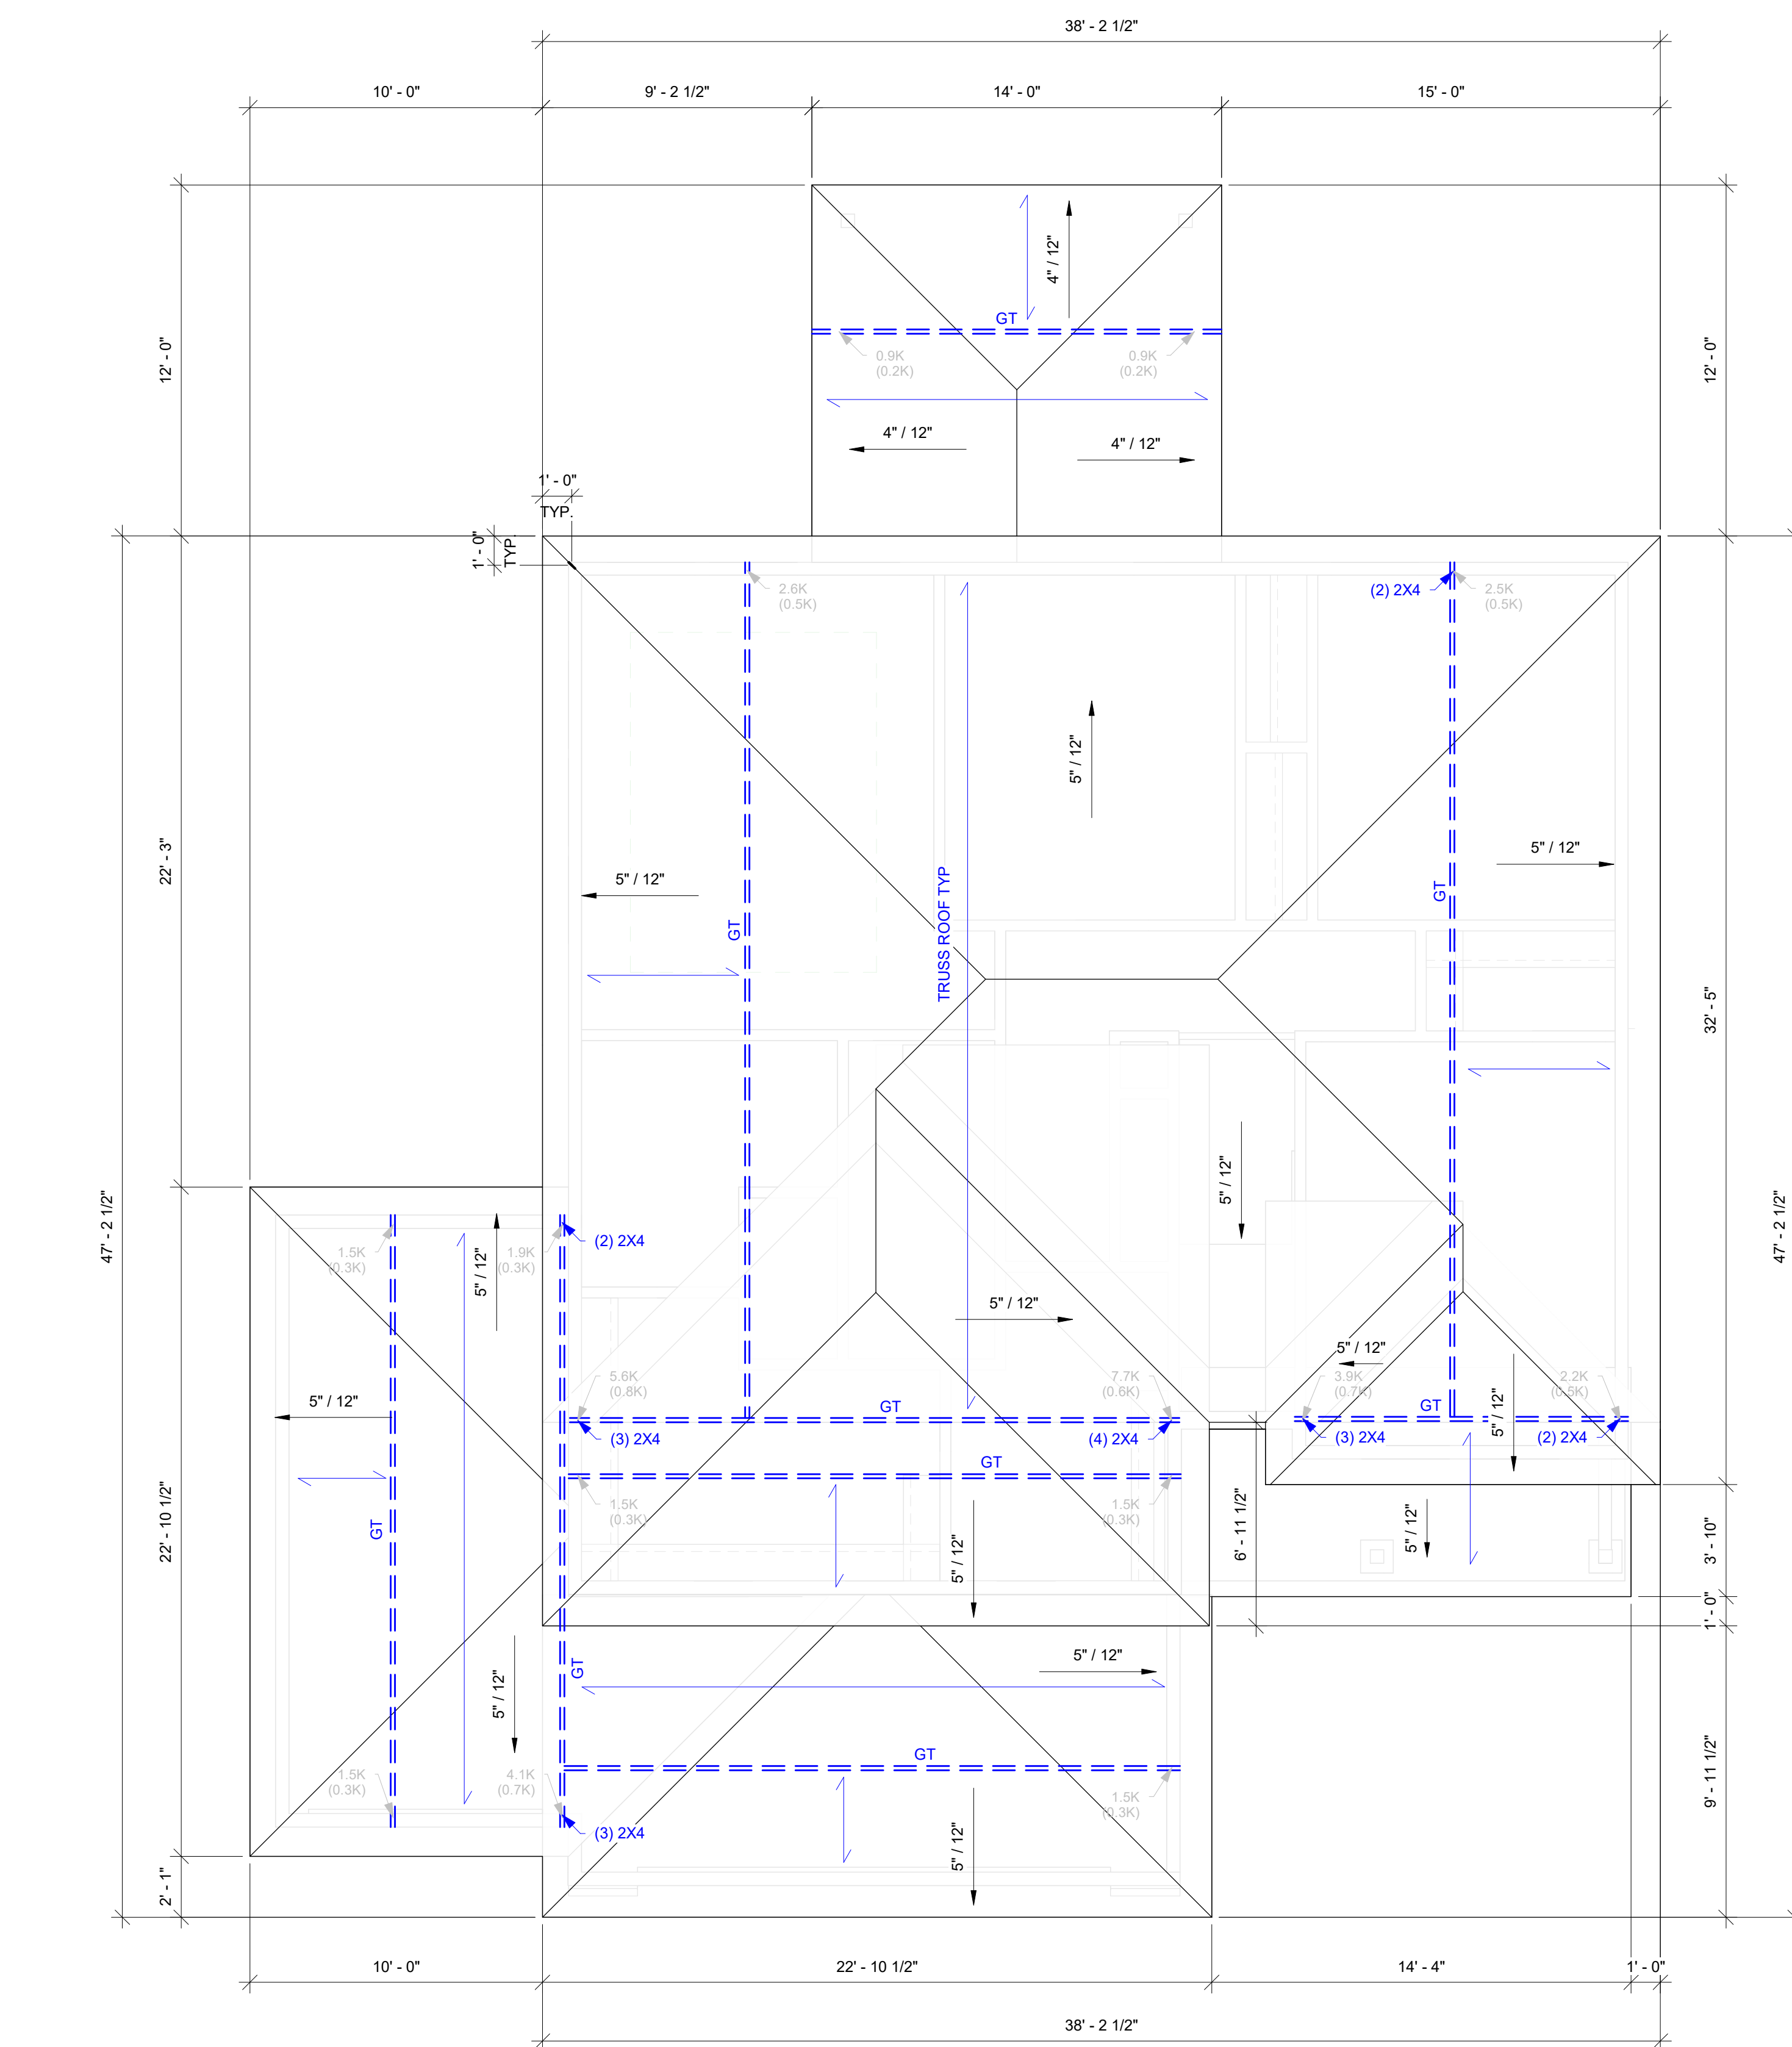 38' - 2 1/2"
10' - 0"
9' - 2 1/2"
14' - 0"
15' - 0"
4" / 12"
GT
12' - 0"
12' - 0"
0.9K
(0.2K)
0.9K
(0.2K)
4" / 12"
4" / 12"
1' - 0"
TYP.
1' - 0"
TYP.
2.6K
(0.5K)
(2) 2X4
2.5K
(0.5K)
5" / 12"
22' - 3"
5" / 12"
5" / 12"
GT
TRUSS ROOF TYP
GT
32' - 5"
47' - 2 1/2"
5" / 12"
47' - 2 1/2"
1.5K
(0.3K)
5" / 12"
1.9K
(0.3K)
(2) 2X4
5" / 12"
5" / 12"
5" / 12"
5.6K
(0.8K)
7.7K
(0.6K)
3.9K
(0.7K)
2.2K
(0.5K)
GT
GT
5" / 12"
(3) 2X4
(4) 2X4
(3) 2X4
(2) 2X4
GT
22' - 10 1/2"
GT
1.5K
(0.3K)
1.5K
(0.3K)
6' - 11 1/2"
5" / 12"
3' - 10"
5" / 12"
1' - 0"
GT
5" / 12"
5" / 12"
GT
9' - 11 1/2"
1.5K
(0.3K)
4.1K
(0.7K)
(3) 2X4
1.5K
(0.3K)
5" / 12"
2' - 1"
10' - 0"
22' - 10 1/2"
14' - 4"
1' - 0"
38' - 2 1/2"